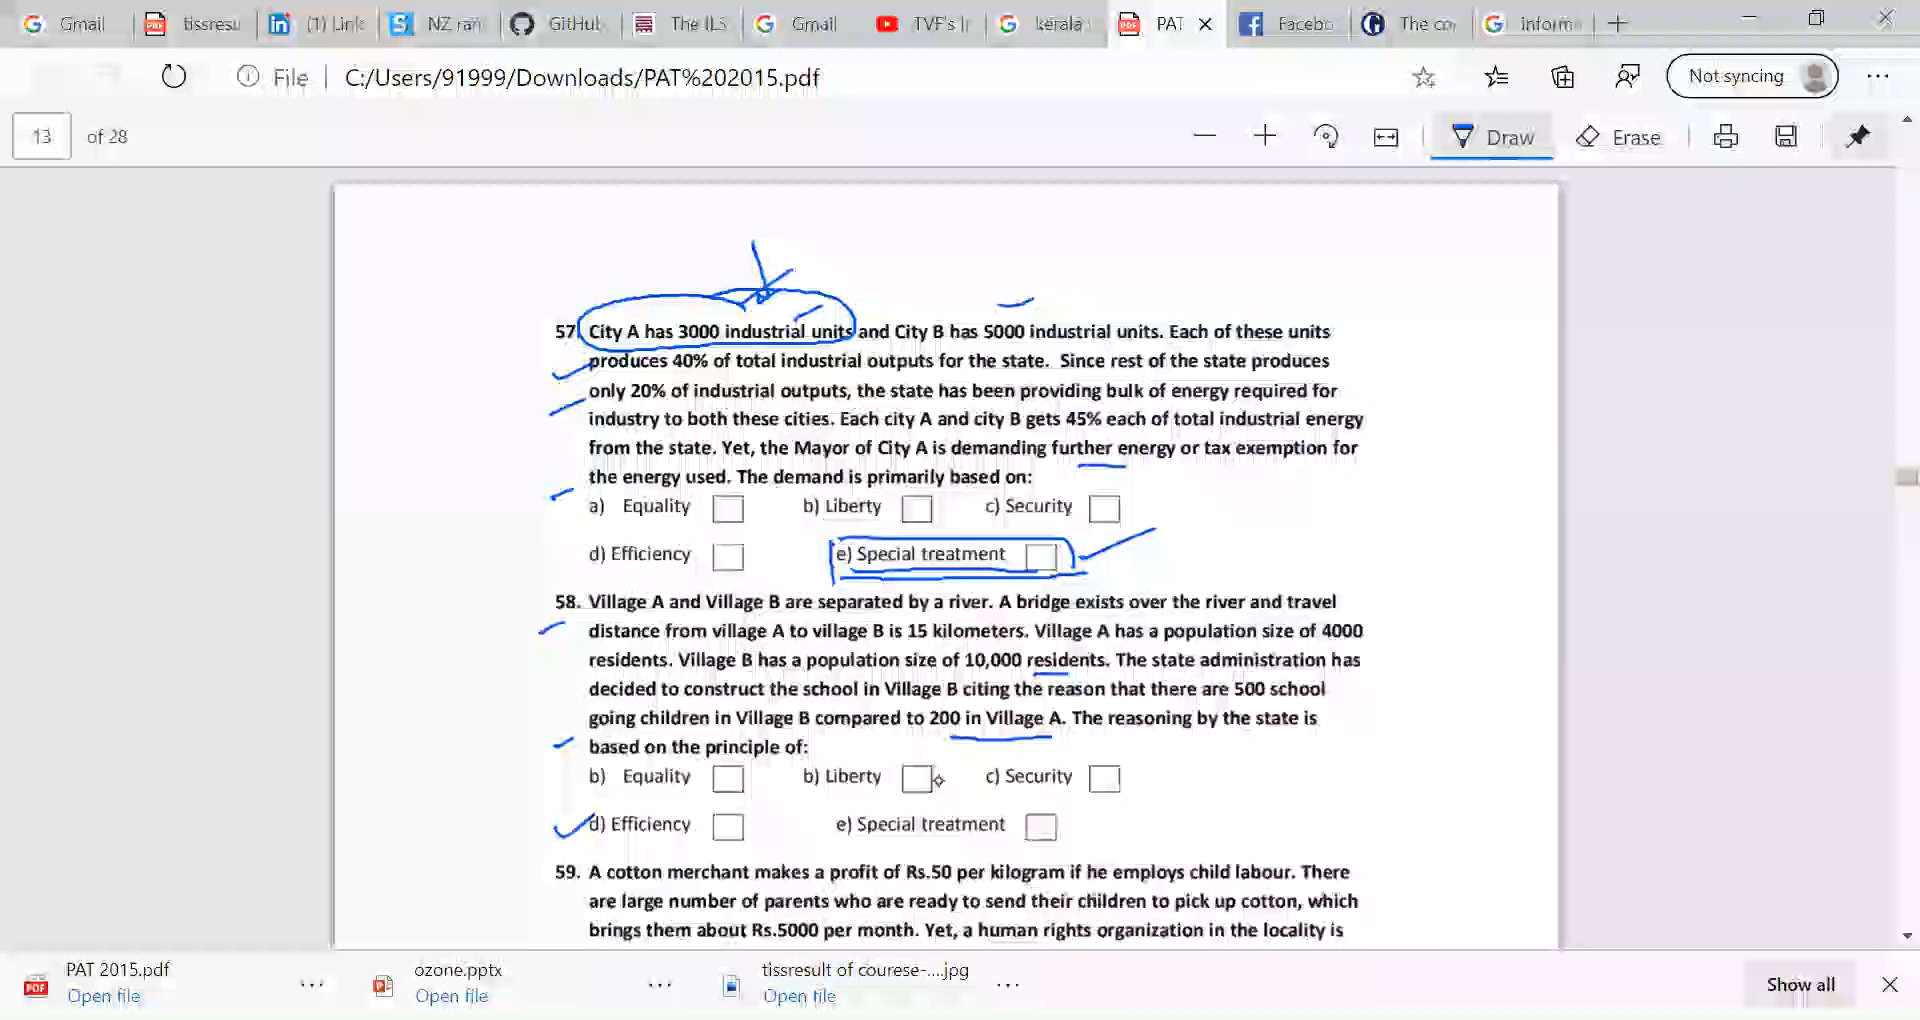 Gmail
tissresu
(1) Link
NZ ran
GitHub
The ILS
Gmail
TVF's I
kerala
PAT
Facebo
The co
inform
File
C:/Users/91999/Downloads/PAT%202015.pdf
Not syncing
13 of 28
Draw
Erase
57. City A has 3000 industrial units and City B has 5000 industrial units. Each of these units
produces 40% of total industrial outputs for the state. Since rest of the state produces
only 20% of industrial outputs, the state has been providing bulk of energy required for
industry to both these cities. Each city A and city B gets 45% each of total industrial energy
from the state. Yet, the Mayor of City A is demanding further energy or tax exemption for
the energy used. The demand is primarily based on:
a) Equality b) Liberty c) Security
d) Efficiency e) Special treatment
58. Village A and Village B are separated by a river. A bridge exists over the river and travel
distance from village A to village B is 15 kilometers. Village A has a population size of 4000
residents. Village B has a population size of 10,000 residents. The state administration has
decided to construct the school in Village B citing the reason that there are 500 school
going children in Village B compared to 200 in Village A. The reasoning by the state is
based on the principle of:
b) Equality b) Liberty c) Security
d) Efficiency e) Special treatment
59. A cotton merchant makes a profit of Rs.50 per kilogram if he employs child labour. There
are large number of parents who are ready to send their children to pick up cotton, which
brings them about Rs.5000 per month. Yet, a human rights organization in the locality is
PAT 2015.pdf
Open file
ozone.pptx
Open file
tissresult of courese-....jpg
Open file
Show all